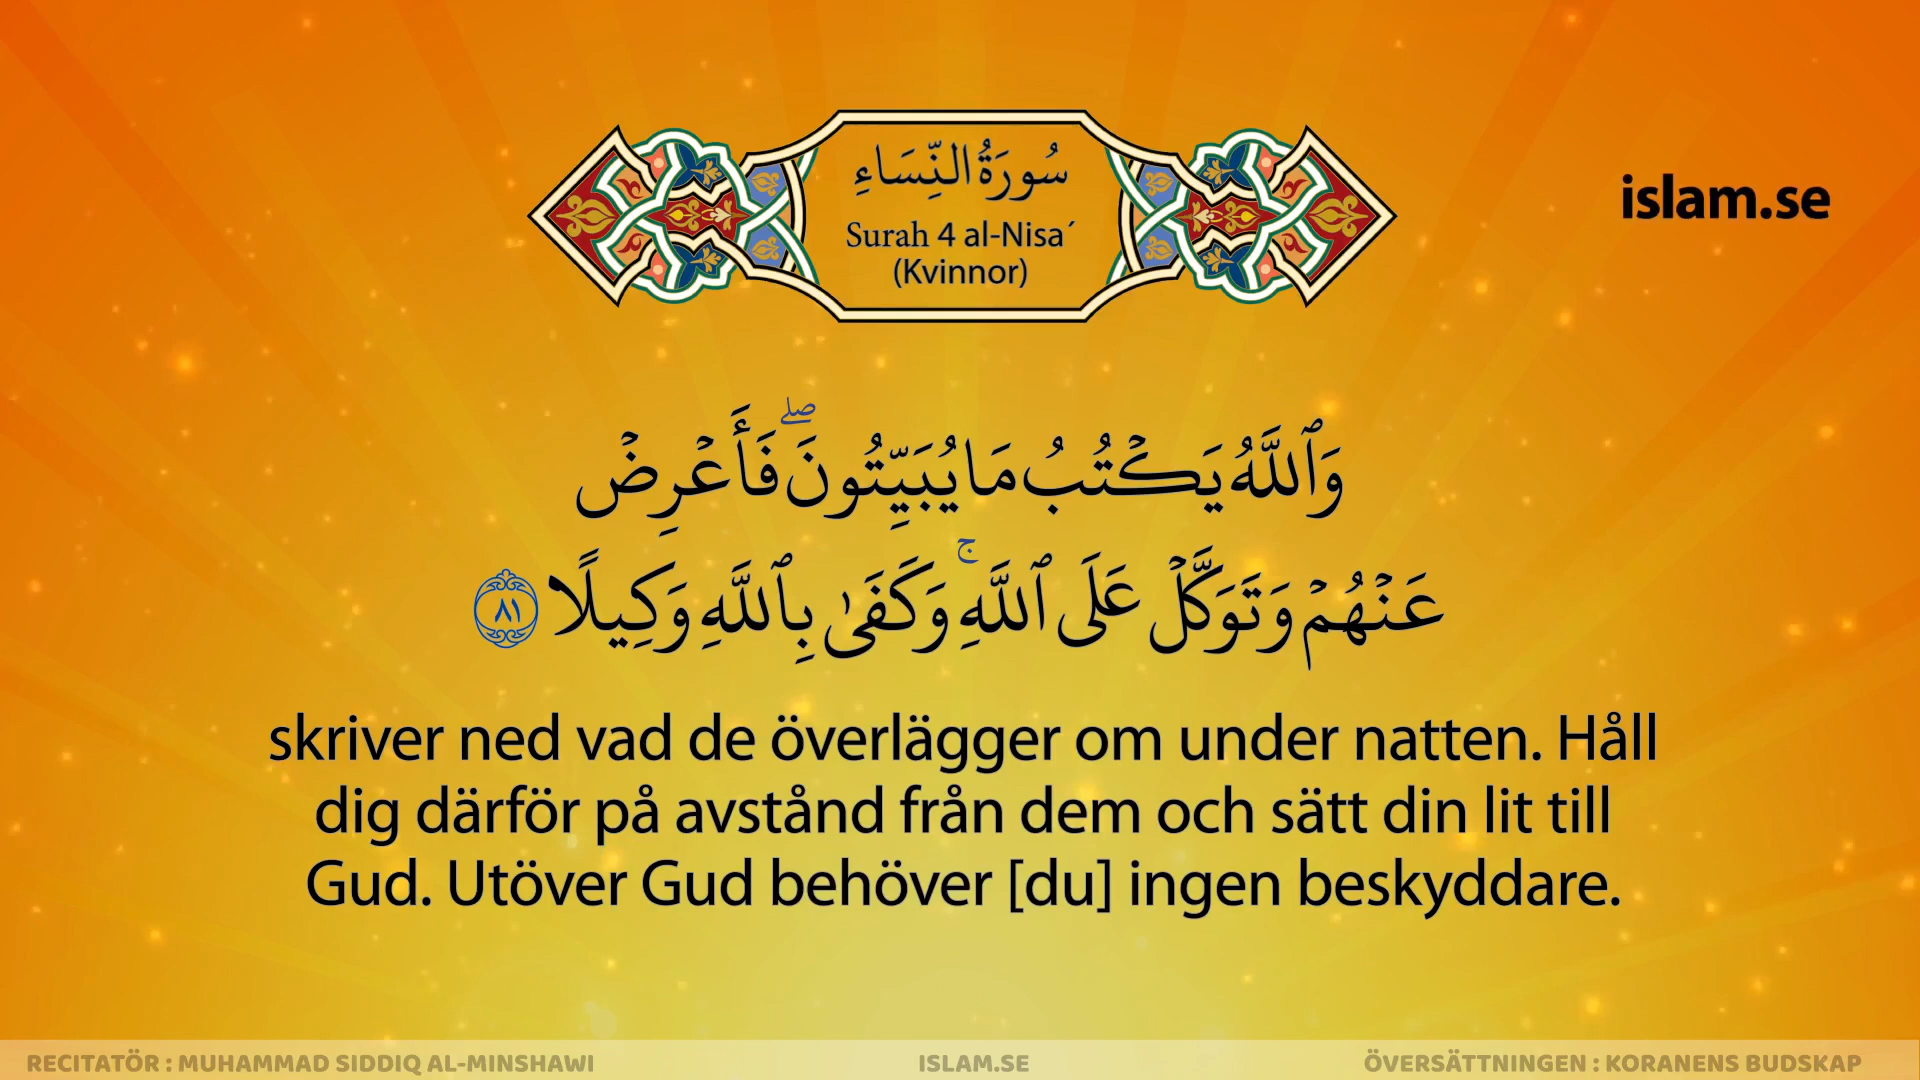 سُورَةُ النِّسَاءِ
Surah 4 al-Nisa´
(Kvinnor)
islam.se
وَٱللَّهُ يَكۡتُبُ مَا يُبَيِّتُونَۖ فَأَعۡرِضۡ
عَنۡهُمۡ وَتَوَكَّلۡ عَلَى ٱللَّهِۚ وَكَفَىٰ بِٱللَّهِ وَكِيلًا ٨١
skriver ned vad de överlägger om under natten. Håll
dig därför på avstånd från dem och sätt din lit till
Gud. Utöver Gud behöver [du] ingen beskyddare.
RECITATÖR : MUHAMMAD SIDDIQ AL-MINSHAWI
ISLAM.SE
ÖVERSÄTTNINGEN : KORANENS BUDSKAP